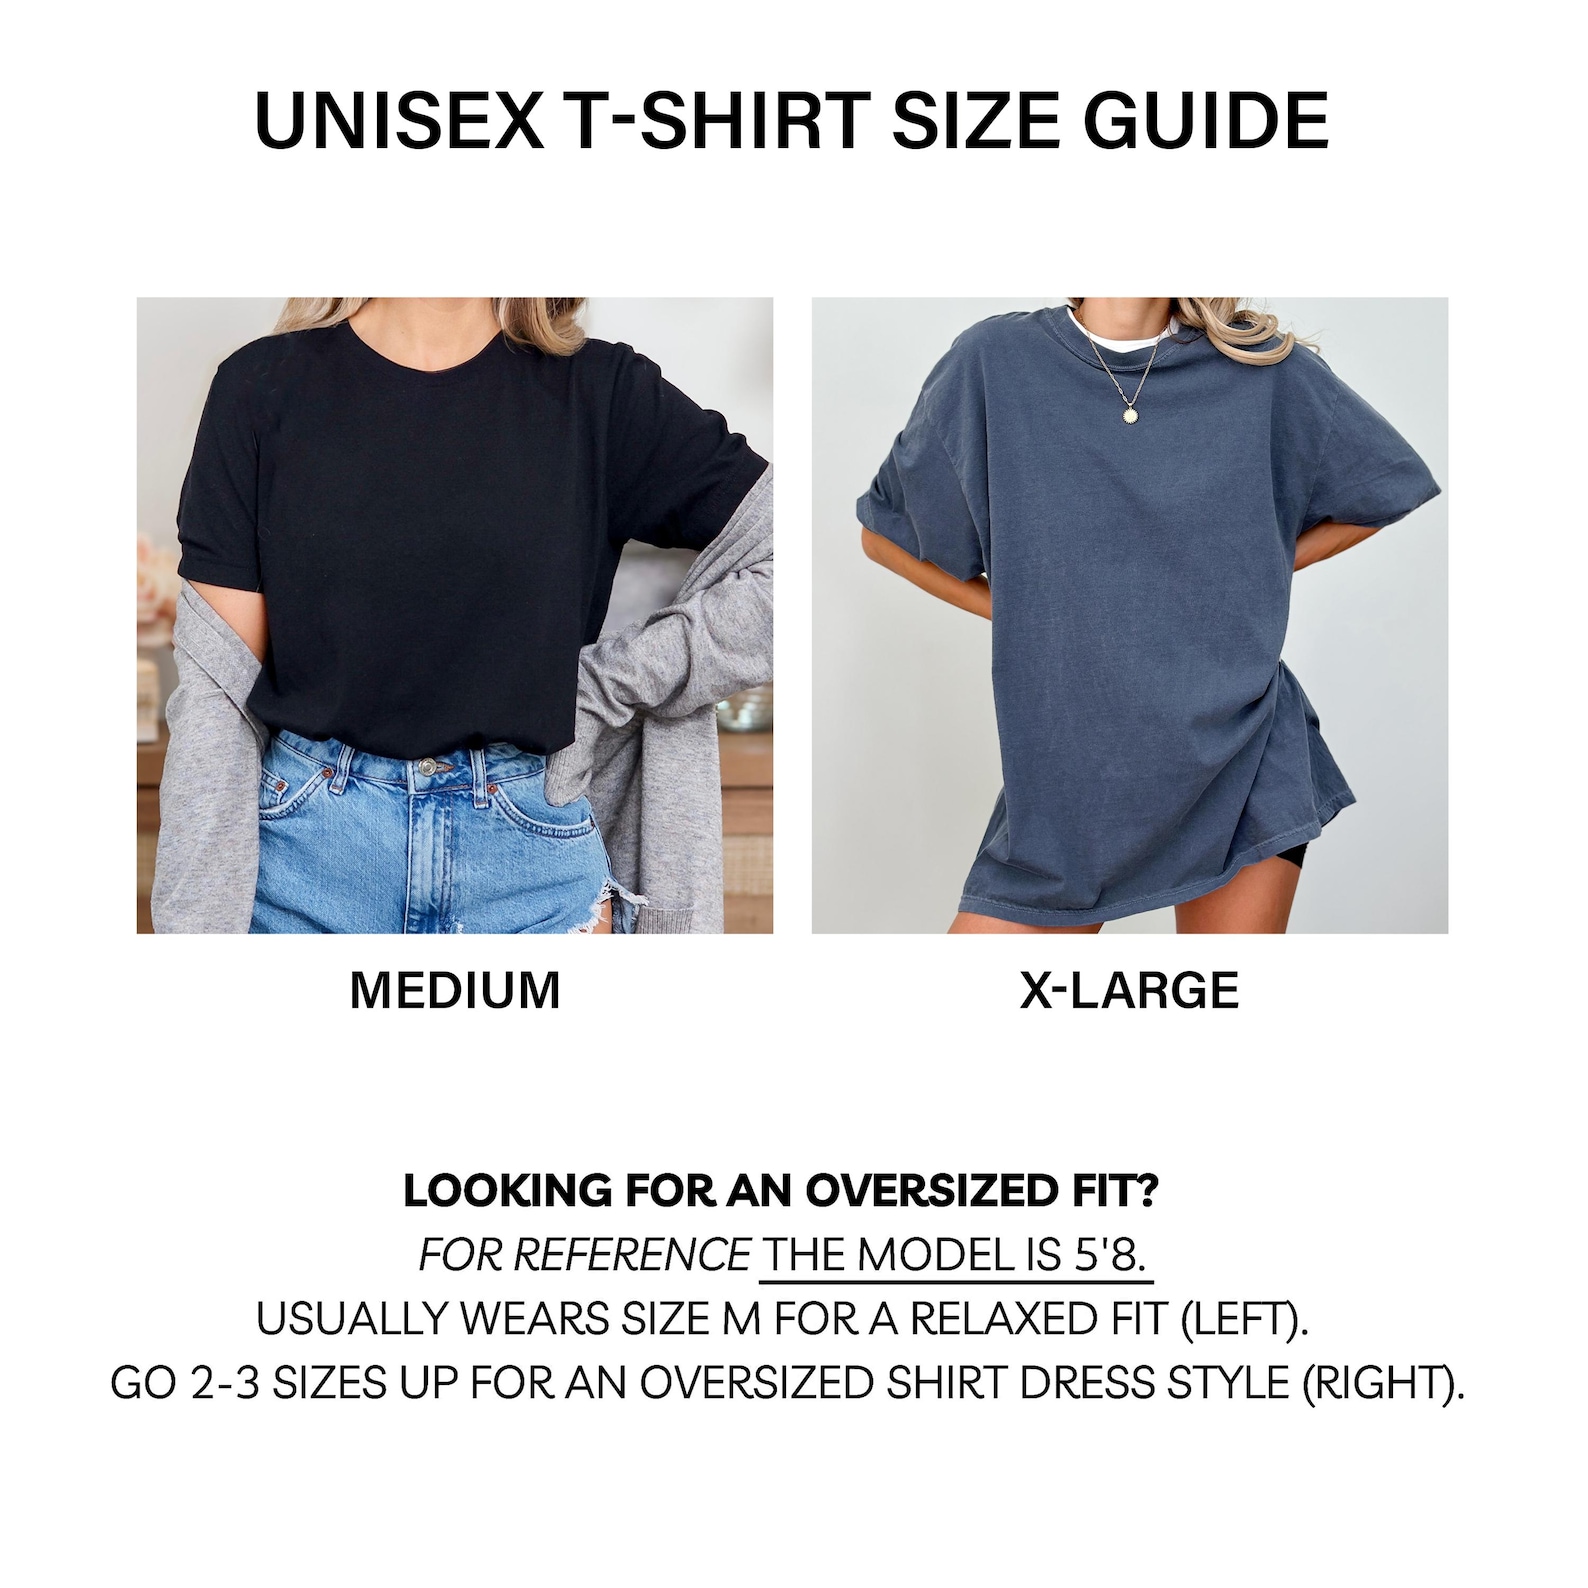 UNISEX T-SHIRT SIZE GUIDE
MEDIUM
X-LARGE
LOOKING FOR AN OVERSIZED FIT?
FOR REFERENCE THE MODEL IS 5'8.
USUALLY WEARS SIZE M FOR A RELAXED FIT (LEFT).
GO 2-3 SIZES UP FOR AN OVERSIZED SHIRT DRESS STYLE (RIGHT).